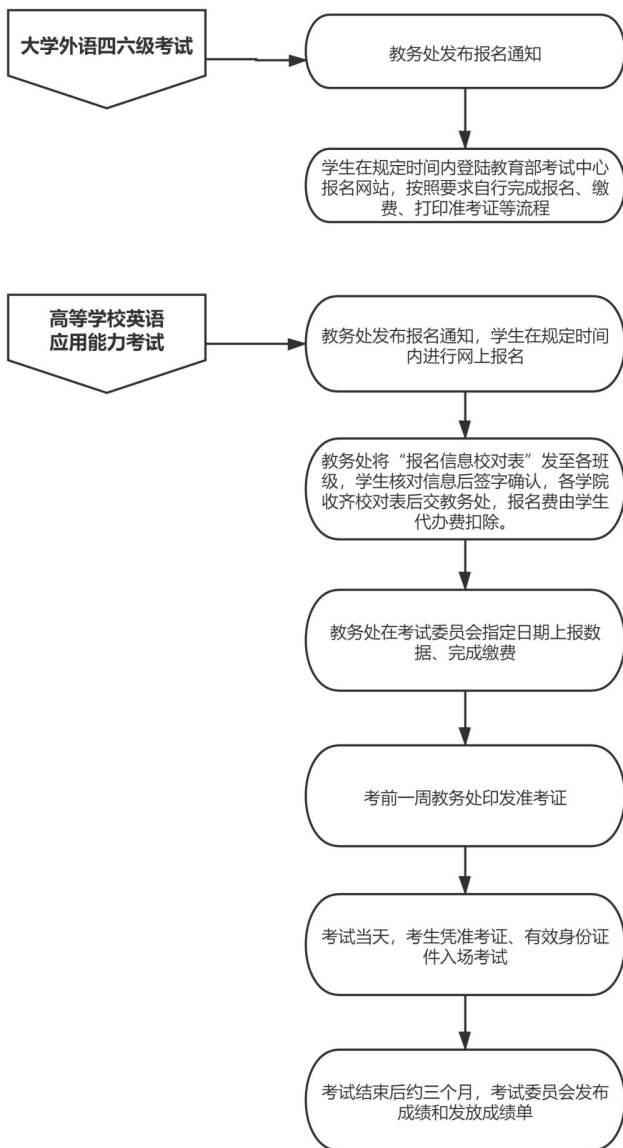 大学外语四六级考试
教务处发布报名通知
学生在规定时间内登陆教育部考试中心
报名网站，按照要求自行完成报名、缴
费、打印准考证等流程
高等学校英语
应用能力考试
教务处发布报名通知，学生在规定时间
内进行网上报名
教务处将“报名信息校对表”发至各班
级，学生核对信息后签字确认，各学院
收齐校对表后交教务处，报名费由学生
代办费扣除。
教务处在考试委员会指定日期上报数
据、完成缴费
考前一周教务处印发准考证
考试当天，考生凭准考证、有效身份证
件入场考试
考试结束后约三个月，考试委员会发布
成绩和发放成绩单